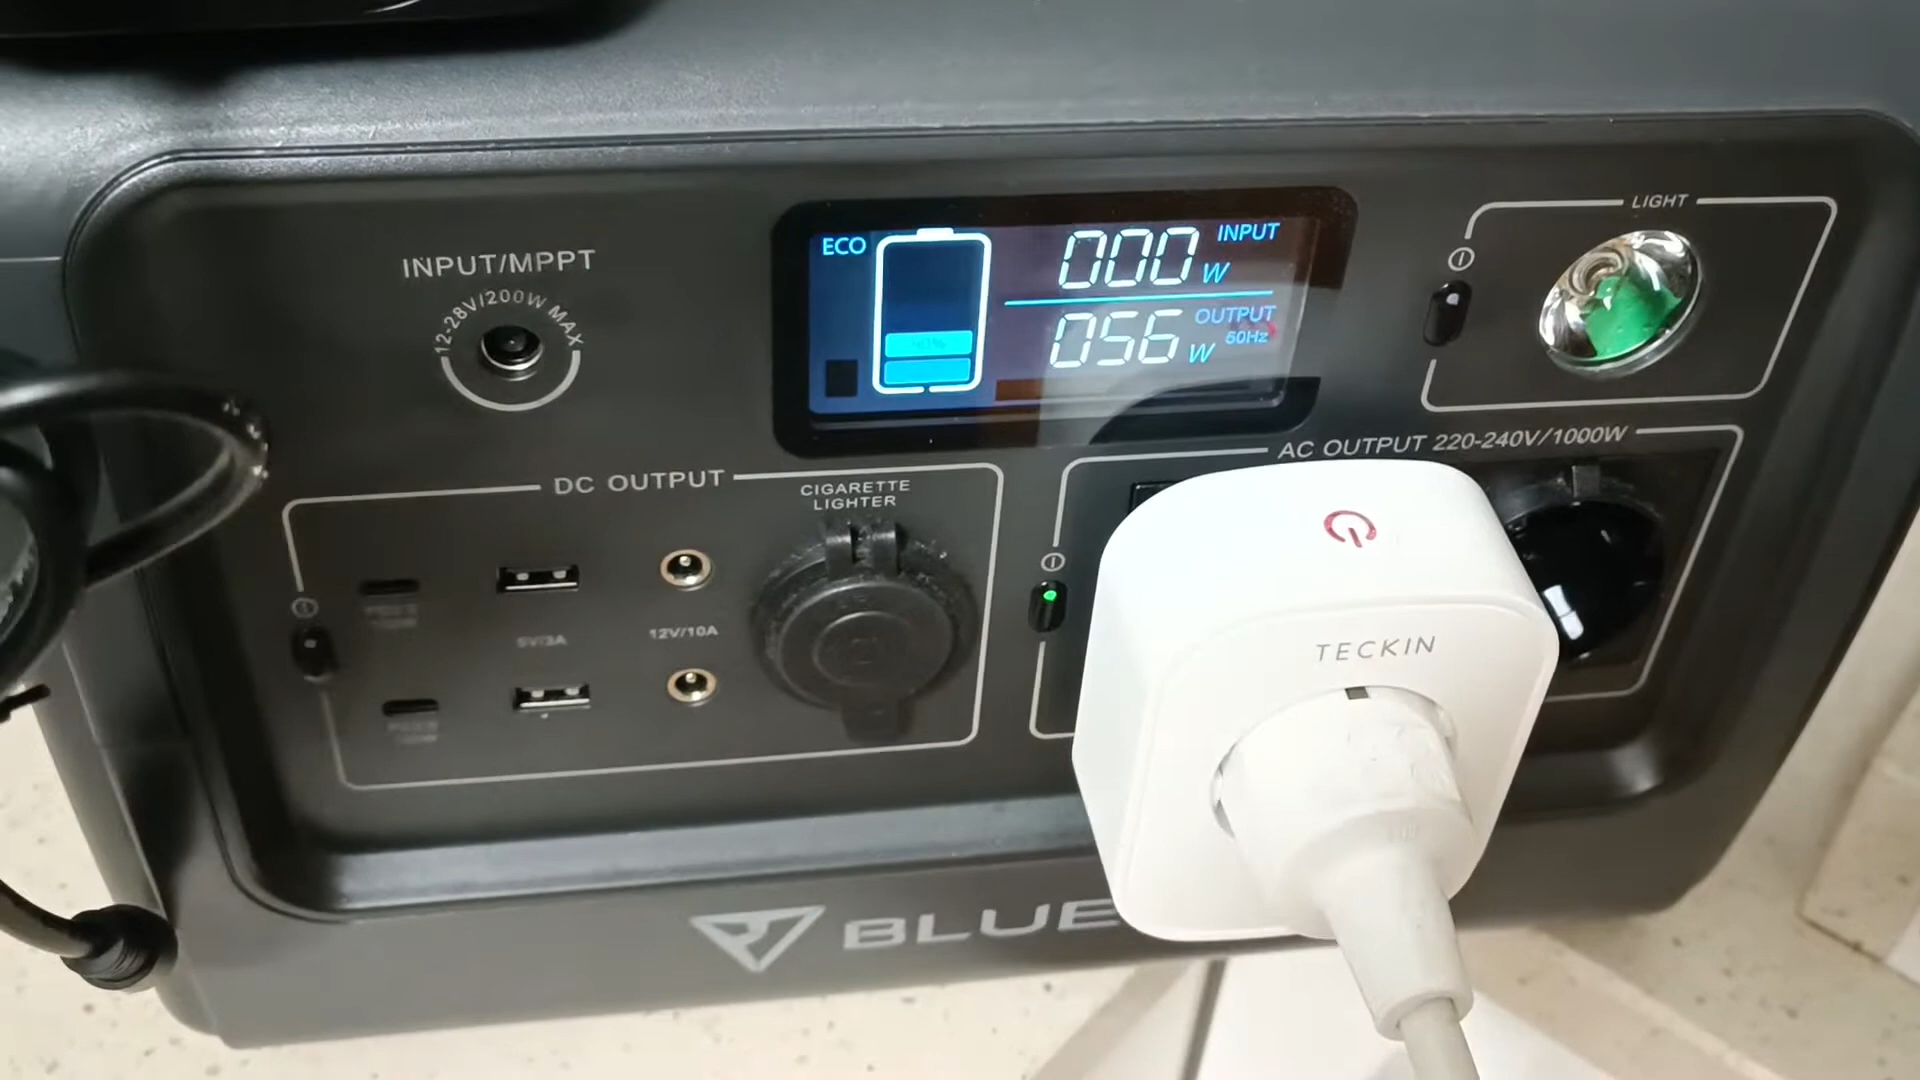 INPUT/MPPT
12-28V/200W MAX
ECO
000 W INPUT
056 W OUTPUT
50Hz
40%
LIGHT
DC OUTPUT
CIGARETTE
LIGHTER
5V/3A
12V/10A
AC OUTPUT 220-240V/1000W
TECKIN
BLUE